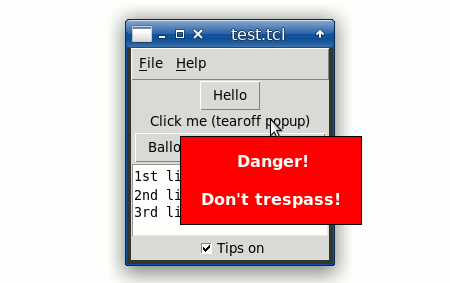 test.tcl
File Help
Hello
Click me (tearoff popup)
Ballo
Danger!
Don't trespass!
1st li
2nd li
3rd li
Tips on